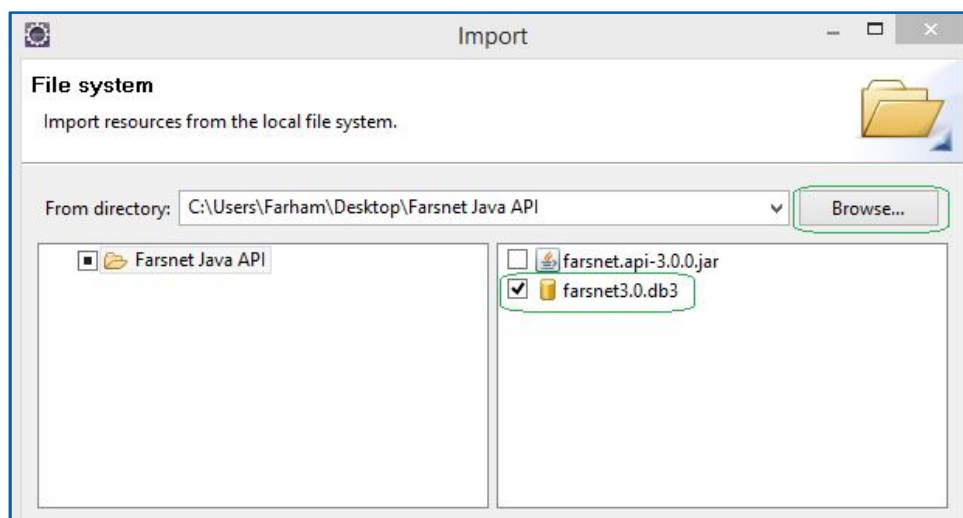 Import
File system
Import resources from the local file system.
From directory: C:\Users\Farham\Desktop\Farsnet Java API Browse...
Farsnet Java API
farsnet.api-3.0.0.jar
farsnet3.0.db3